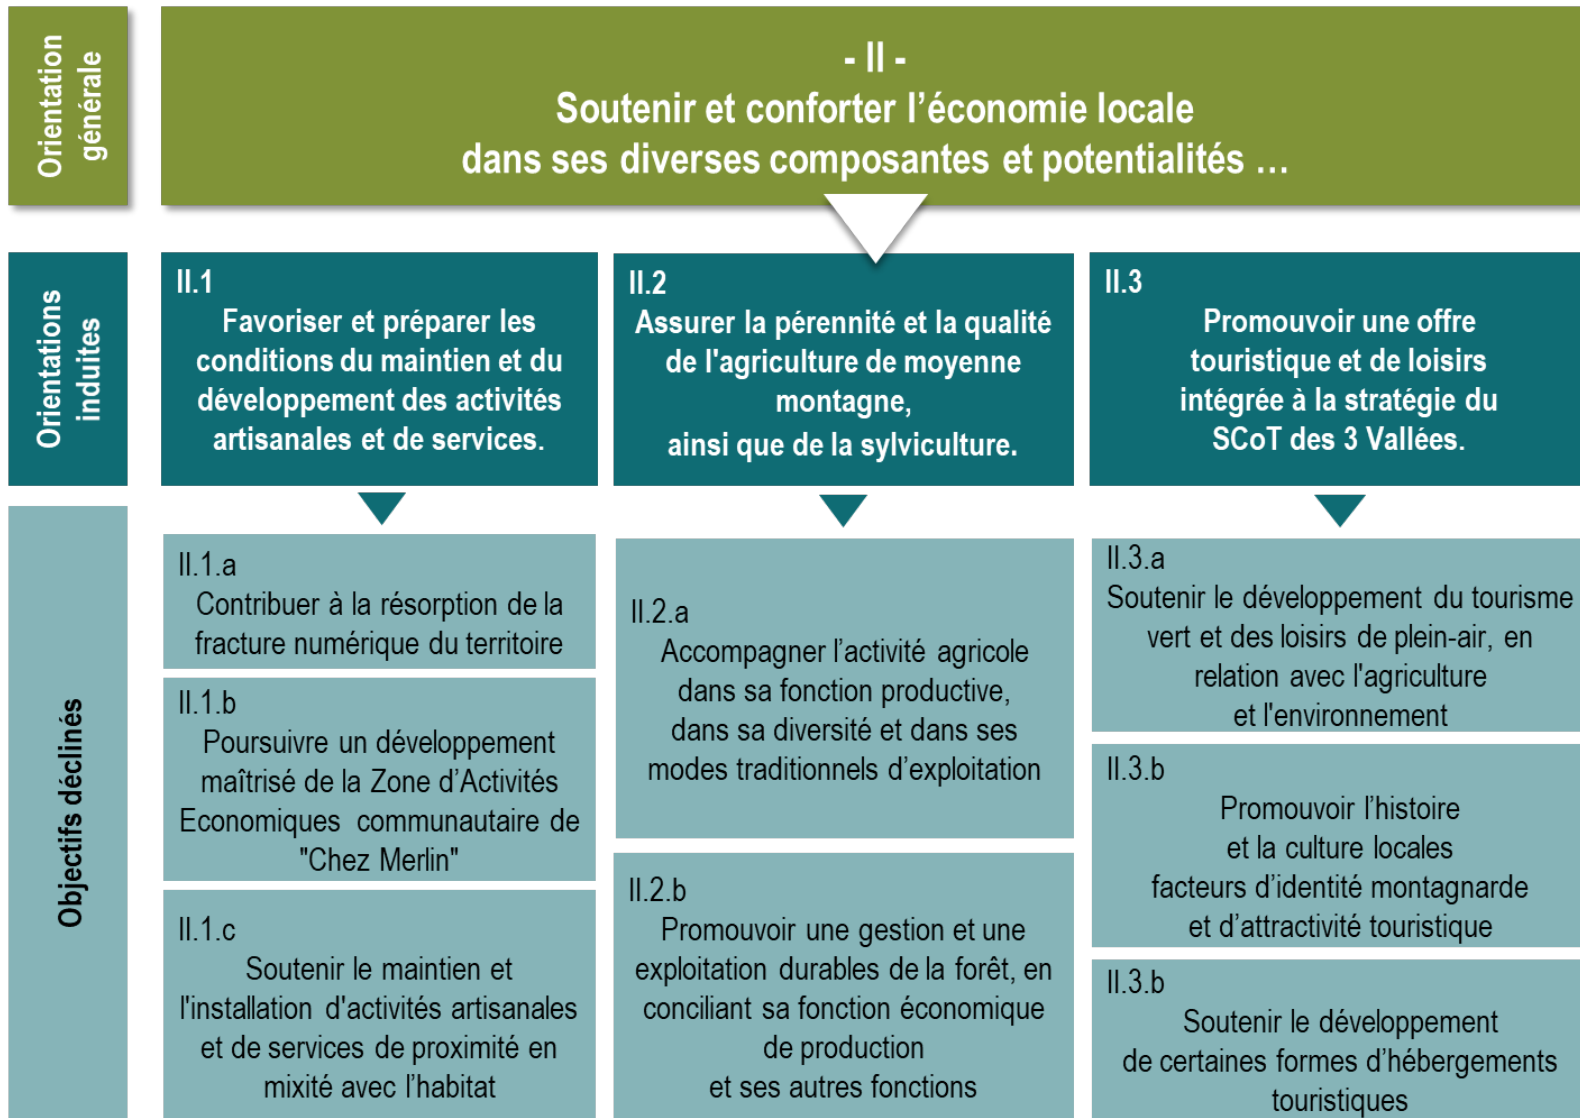 Orientation
générale
- II -
Soutenir et conforter l’économie locale
dans ses diverses composantes et potentialités ...
Orientations
induites
II.1
Favoriser et préparer les
conditions du maintien et du
développement des activités
artisanales et de services.
II.2
Assurer la pérennité et la qualité
de l'agriculture de moyenne
montagne,
ainsi que de la sylviculture.
II.3
Promouvoir une offre
touristique et de loisirs
intégrée à la stratégie du
SCoT des 3 Vallées.
Objectifs déclinés
II.1.a
Contribuer à la résorption de la
fracture numérique du territoire
II.1.b
Poursuivre un développement
maîtrisé de la Zone d’Activités
Economiques communautaire de
"Chez Merlin"
II.1.c
Soutenir le maintien et
l'installation d'activités artisanales
et de services de proximité en
mixité avec l’habitat
II.2.a
Accompagner l’activité agricole
dans sa fonction productive,
dans sa diversité et dans ses
modes traditionnels d’exploitation
II.2.b
Promouvoir une gestion et une
exploitation durables de la forêt, en
conciliant sa fonction économique
de production
et ses autres fonctions
II.3.a
Soutenir le développement du tourisme
vert et des loisirs de plein-air, en
relation avec l'agriculture
et l'environnement
II.3.b
Promouvoir l’histoire
et la culture locales
facteurs d’identité montagnarde
et d’attractivité touristique
II.3.b
Soutenir le développement
de certaines formes d’hébergements
touristiques